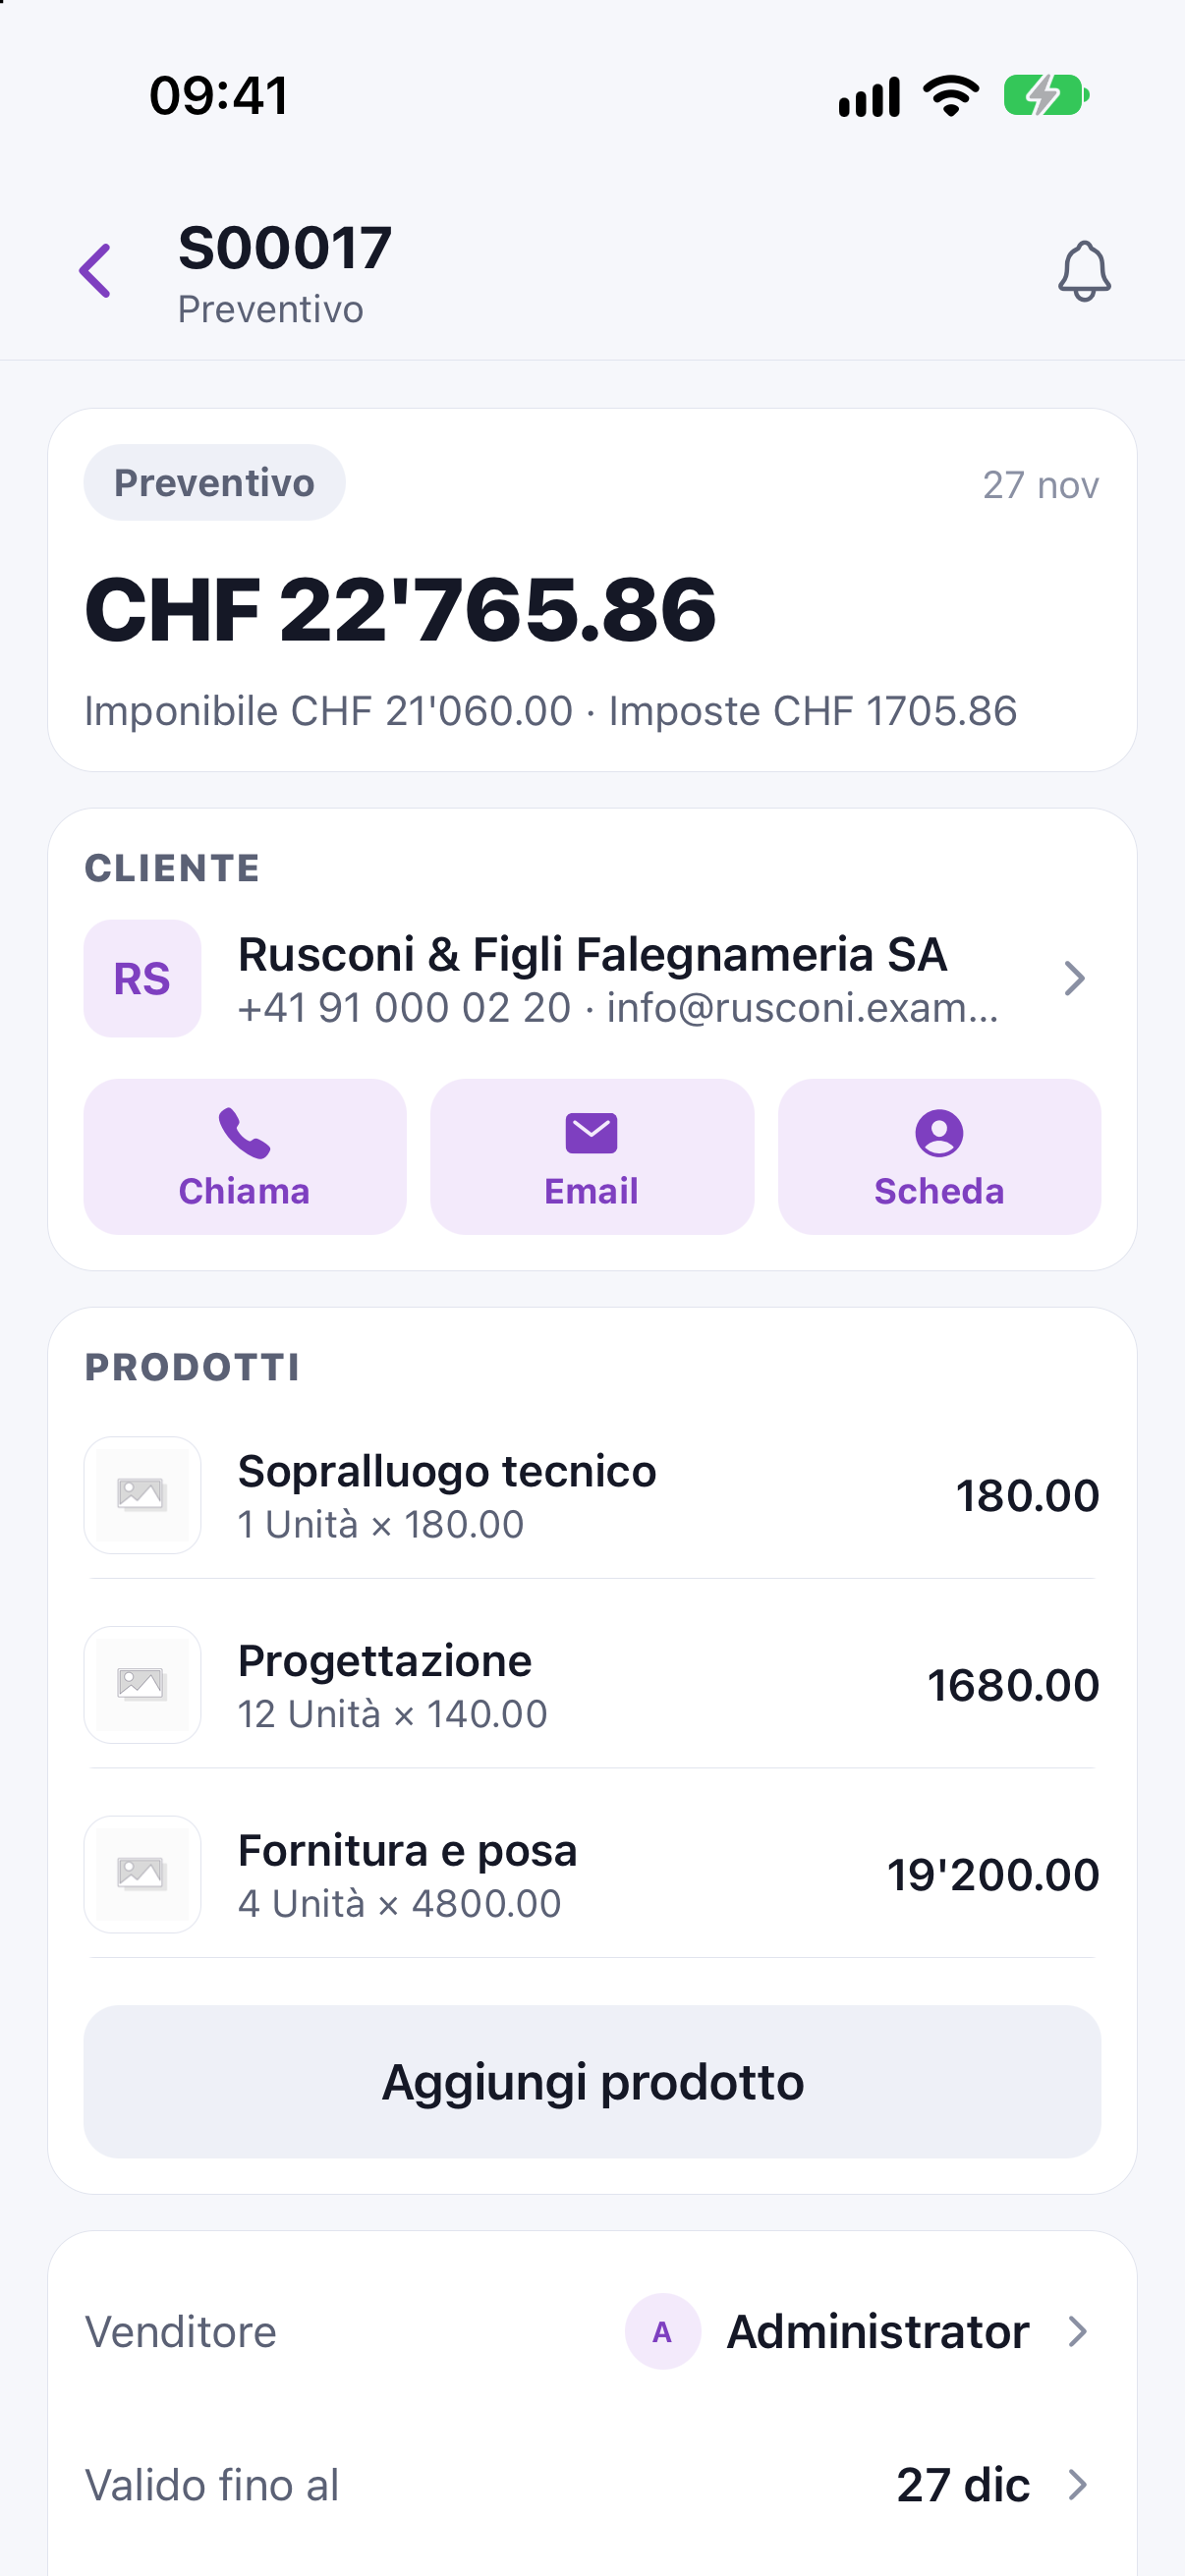 09:41
S00017
Preventivo
Preventivo
27 nov
CHF 22'765.86
Imponibile CHF 21'060.00 · Imposte CHF 1705.86
CLIENTE
RS
Rusconi & Figli Falegnameria SA
+41 91 000 02 20 · info@rusconi.exam...
Chiama
Email
Scheda
PRODOTTI
Sopralluogo tecnico
1 Unità × 180.00
180.00
Progettazione
12 Unità × 140.00
1680.00
Fornitura e posa
4 Unità × 4800.00
19'200.00
Aggiungi prodotto
Venditore
A
Administrator
Valido fino al
27 dic